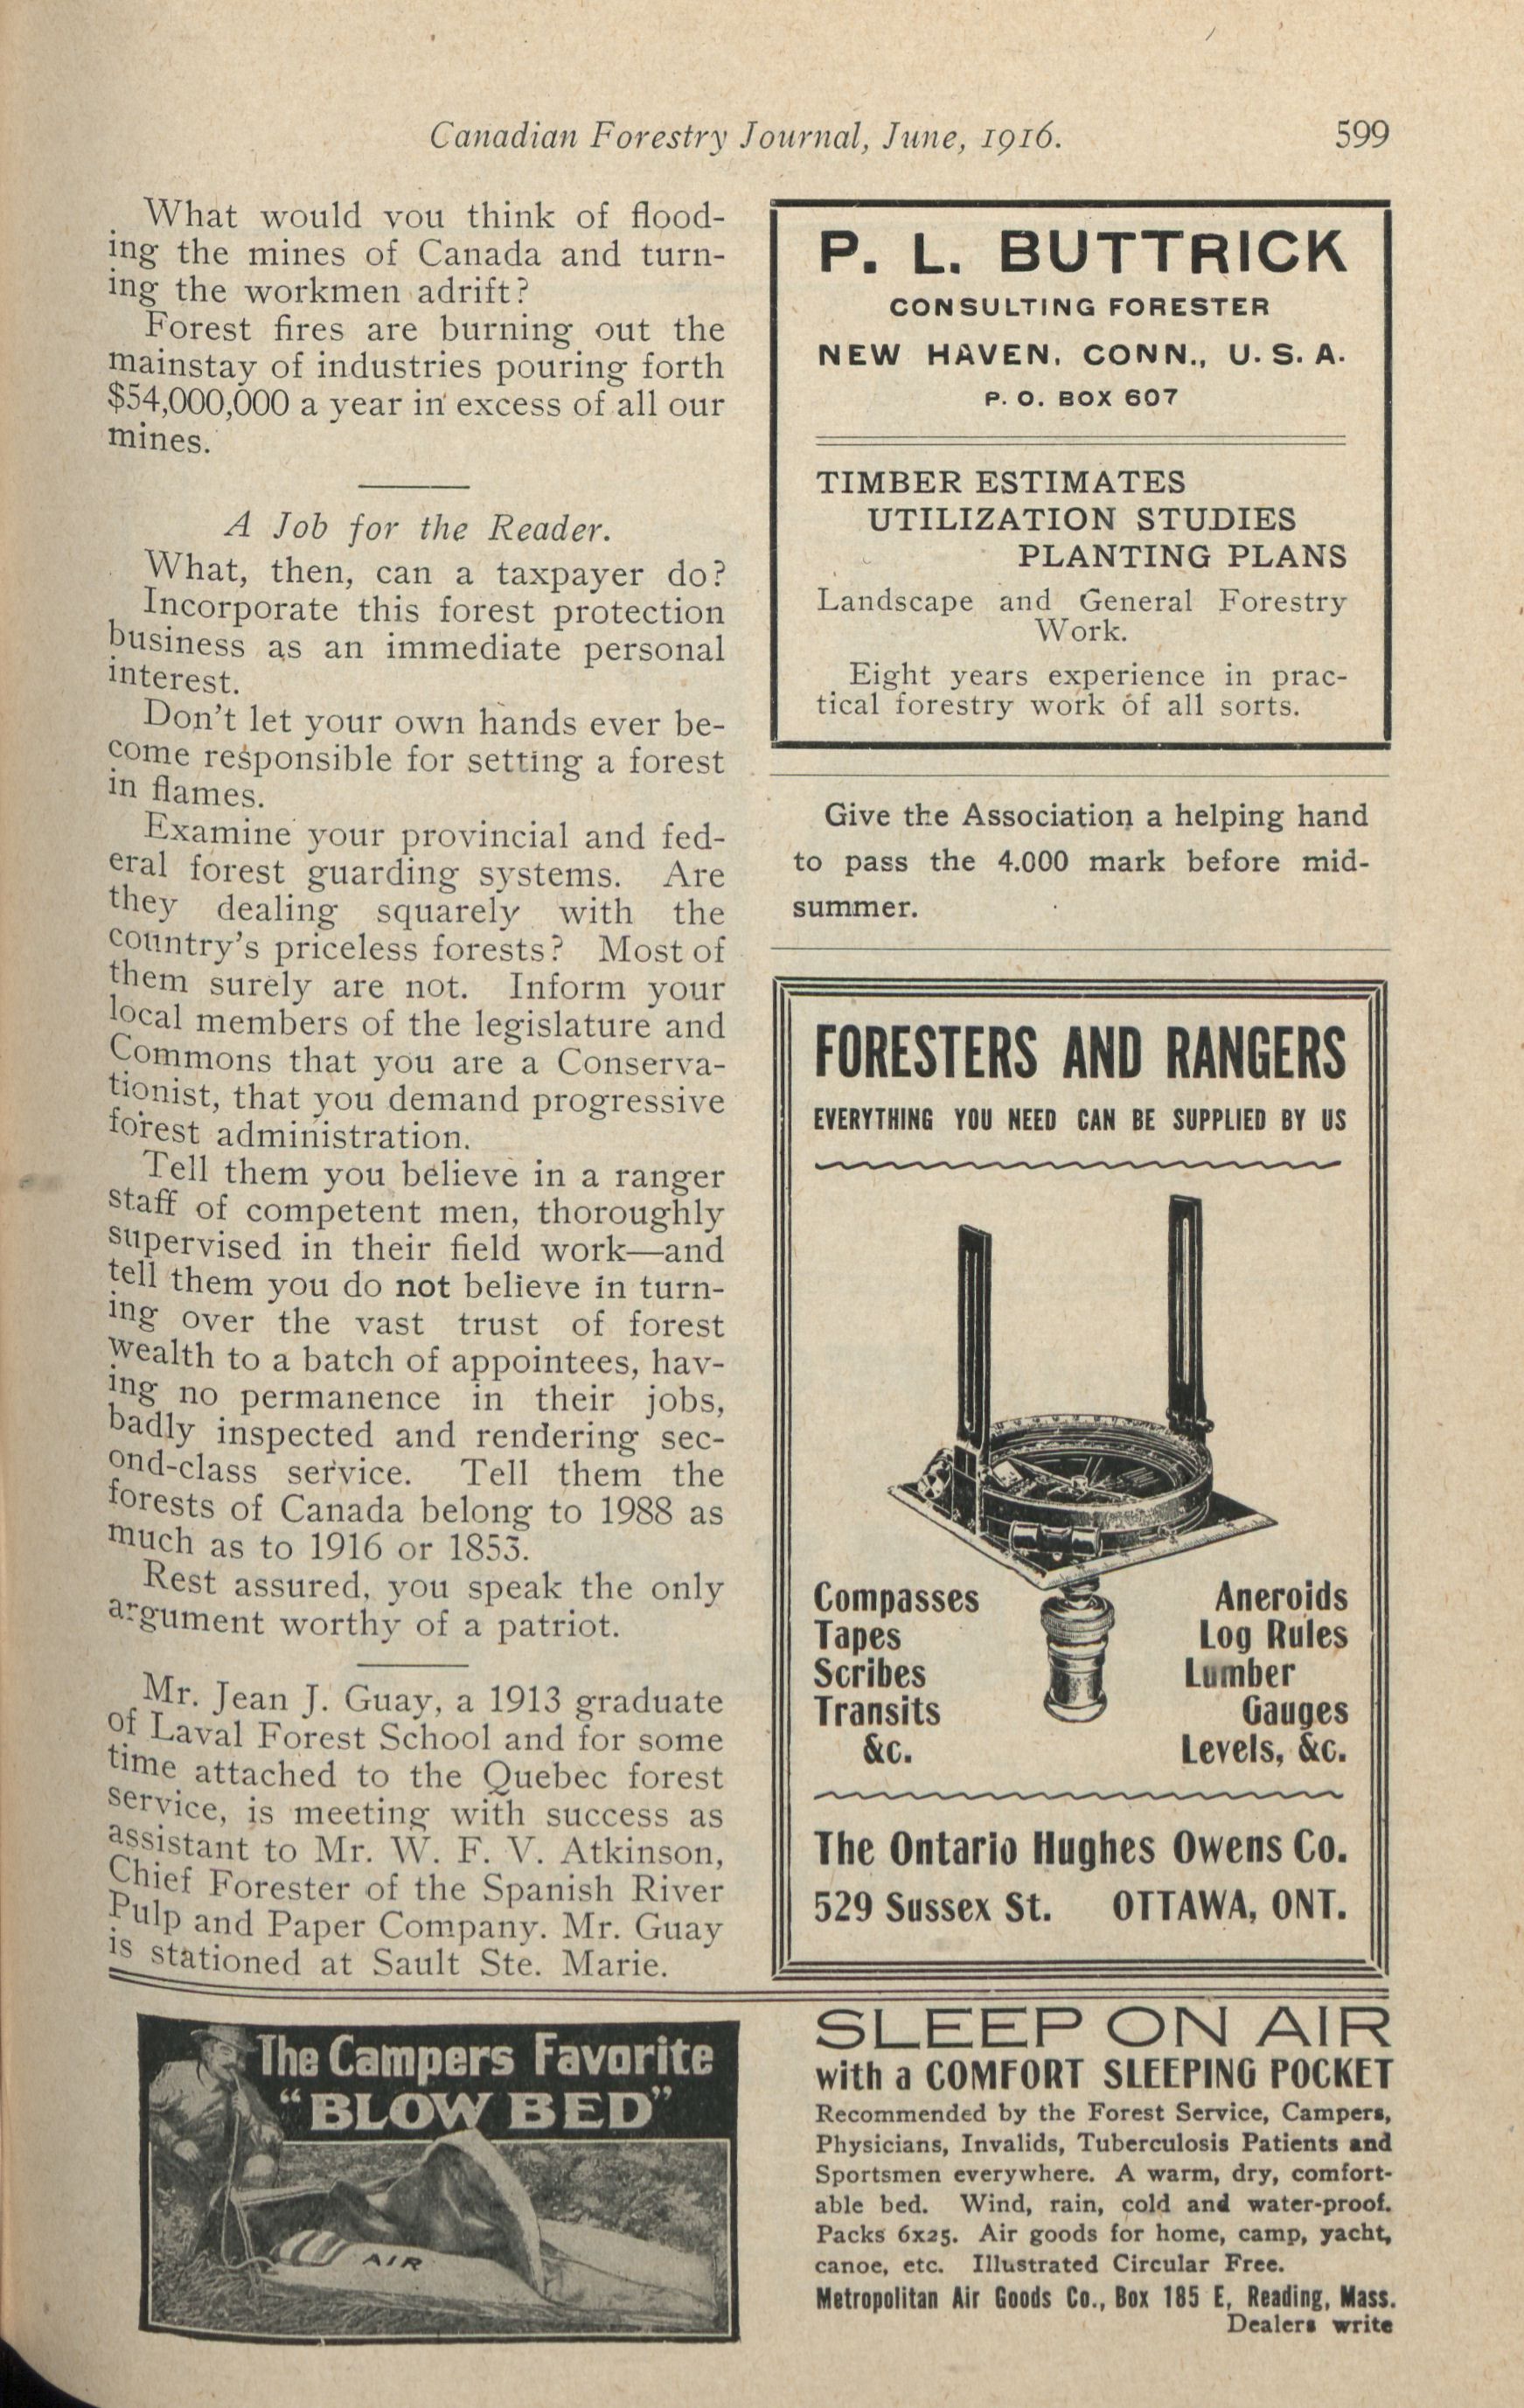 Canadian Forestry Journal, June, 1916. 599
What would you think of flood-
ing the mines of Canada and turn-
ing the workmen adrift?
Forest fires are burning out the
mainstay of industries pouring forth
$54,000,000 a year in excess of all our
mines.
A Job for the Reader.
What, then, can a taxpayer do?
Incorporate this forest protection
business as an immediate personal
interest.
Don't let your own hands ever be-
come responsible for setting a forest
in flames.
Examine your provincial and fed-
eral forest guarding systems. Are
they dealing squarely with the
country's priceless forests? Most of
them surely are not. Inform your
local members of the legislature and
Commons that you are a Conserva-
tionist, that you demand progressive
forest administration.
Tell them you believe in a ranger
staff of competent men, thoroughly
supervised in their field work—and
tell them you do not believe in turn-
ing over the vast trust of forest
wealth to a batch of appointees, hav-
ing no permanence in their jobs,
badly inspected and rendering sec-
ond-class service. Tell them the
forests of Canada belong to 1988 as
much as to 1916 or 1853.
Rest assured, you speak the only
argument worthy of a patriot.
Mr. Jean J. Guay, a 1913 graduate
of Laval Forest School and for some
time attached to the Quebec forest
service, is meeting with success as
assistant to Mr. W. F. V. Atkinson,
Chief Forester of the Spanish River
Pulp and Paper Company. Mr. Guay
is stationed at Sault Ste. Marie.
P. L. BUTTRICK
CONSULTING FORESTER
NEW HAVEN, CONN., U. S. A.
P. O. BOX 607
TIMBER ESTIMATES
UTILIZATION STUDIES
PLANTING PLANS
Landscape and General Forestry
Work.
Eight years experience in prac-
tical forestry work of all sorts.
Give the Association a helping hand
to pass the 4.000 mark before mid-
summer.
FORESTERS AND RANGERS
EVERYTHING YOU NEED CAN BE SUPPLIED BY US
Compasses
Tapes
Scribes
Transits
&c.
Aneroids
Log Rules
Lumber
Gauges
Levels, &c.
The Ontario Hughes Owens Co.
529 Sussex St. OTTAWA, ONT.
The Campers Favorite
"BLOW BED"
AIR
SLEEP ON AIR
with a COMFORT SLEEPING POCKET
Recommended by the Forest Service, Campers,
Physicians, Invalids, Tuberculosis Patients and
Sportsmen everywhere. A warm, dry, comfort-
able bed. Wind, rain, cold and water-proof.
Packs 6x25. Air goods for home, camp, yacht,
canoe, etc. Illustrated Circular Free.
Metropolitan Air Goods Co., Box 185 E, Reading, Mass.
Dealers write